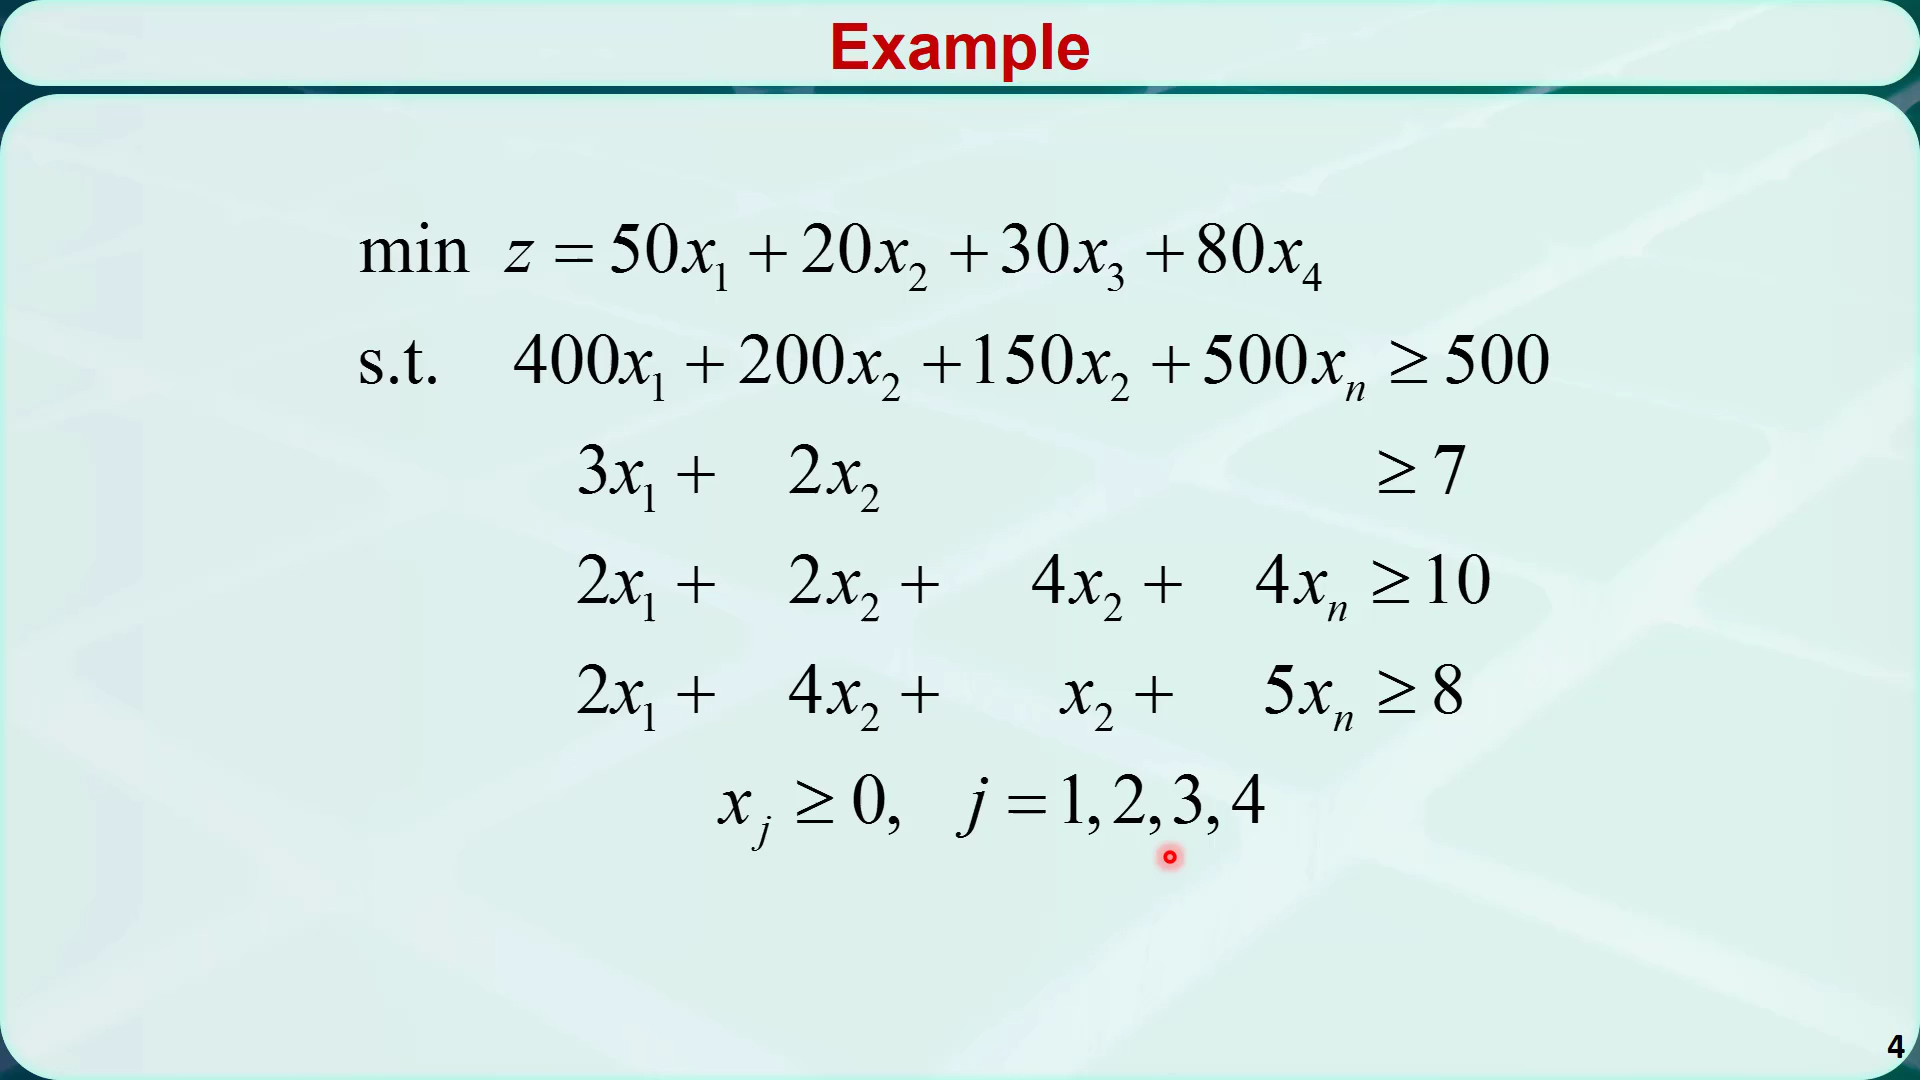 Example
min z = 50x₁ + 20x₂ + 30x₃ + 80x₄
s.t. 400x₁ + 200x₂ + 150x₂ + 500xₙ ≥ 500
3x₁ + 2x₂ ≥ 7
2x₁ + 2x₂ + 4x₂ + 4xₙ ≥ 10
2x₁ + 4x₂ + x₂ + 5xₙ ≥ 8
xⱼ ≥ 0, j = 1, 2, 3, 4
4